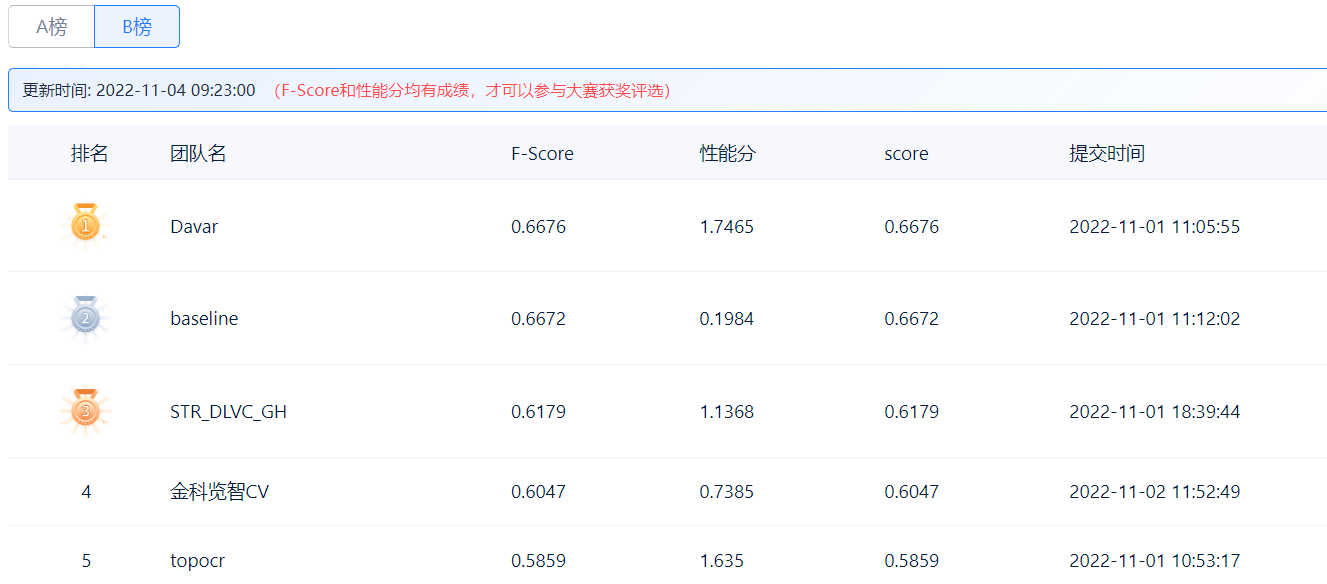 A榜 B榜
更新时间: 2022-11-04 09:23:00 （F-Score和性能分均有成绩，才可以参与大赛获奖评选）
排名 团队名 F-Score 性能分 score 提交时间
1 Davar 0.6676 1.7465 0.6676 2022-11-01 11:05:55
2 baseline 0.6672 0.1984 0.6672 2022-11-01 11:12:02
3 STR_DLVC_GH 0.6179 1.1368 0.6179 2022-11-01 18:39:44
4 金科览智CV 0.6047 0.7385 0.6047 2022-11-02 11:52:49
5 topocr 0.5859 1.635 0.5859 2022-11-01 10:53:17